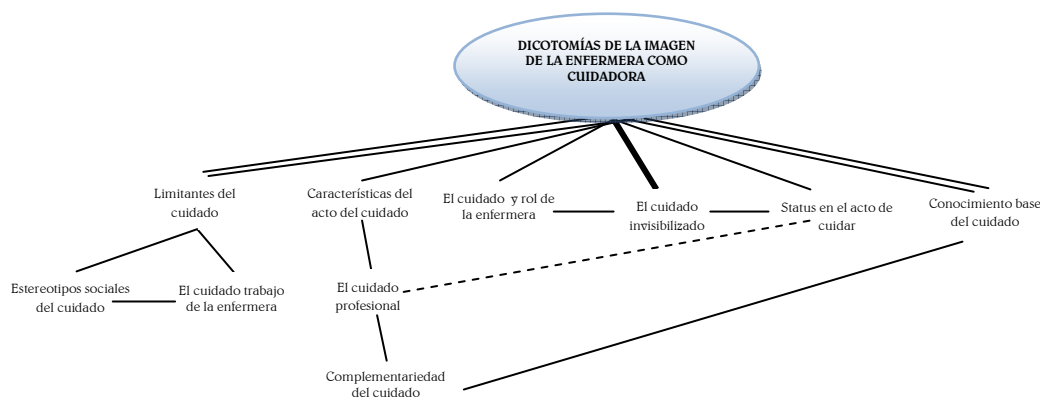 DICOTOMÍAS DE LA IMAGEN
DE LA ENFERMERA COMO
CUIDADORA
Limitantes del
cuidado
Características del
acto del cuidado
El cuidado y rol de
la enfermera
El cuidado
invisibilizado
Status en el acto de
cuidar
Conocimiento base
del cuidado
Estereotipos sociales
del cuidado
El cuidado trabajo
de la enfermera
El cuidado
profesional
Complementariedad
del cuidado